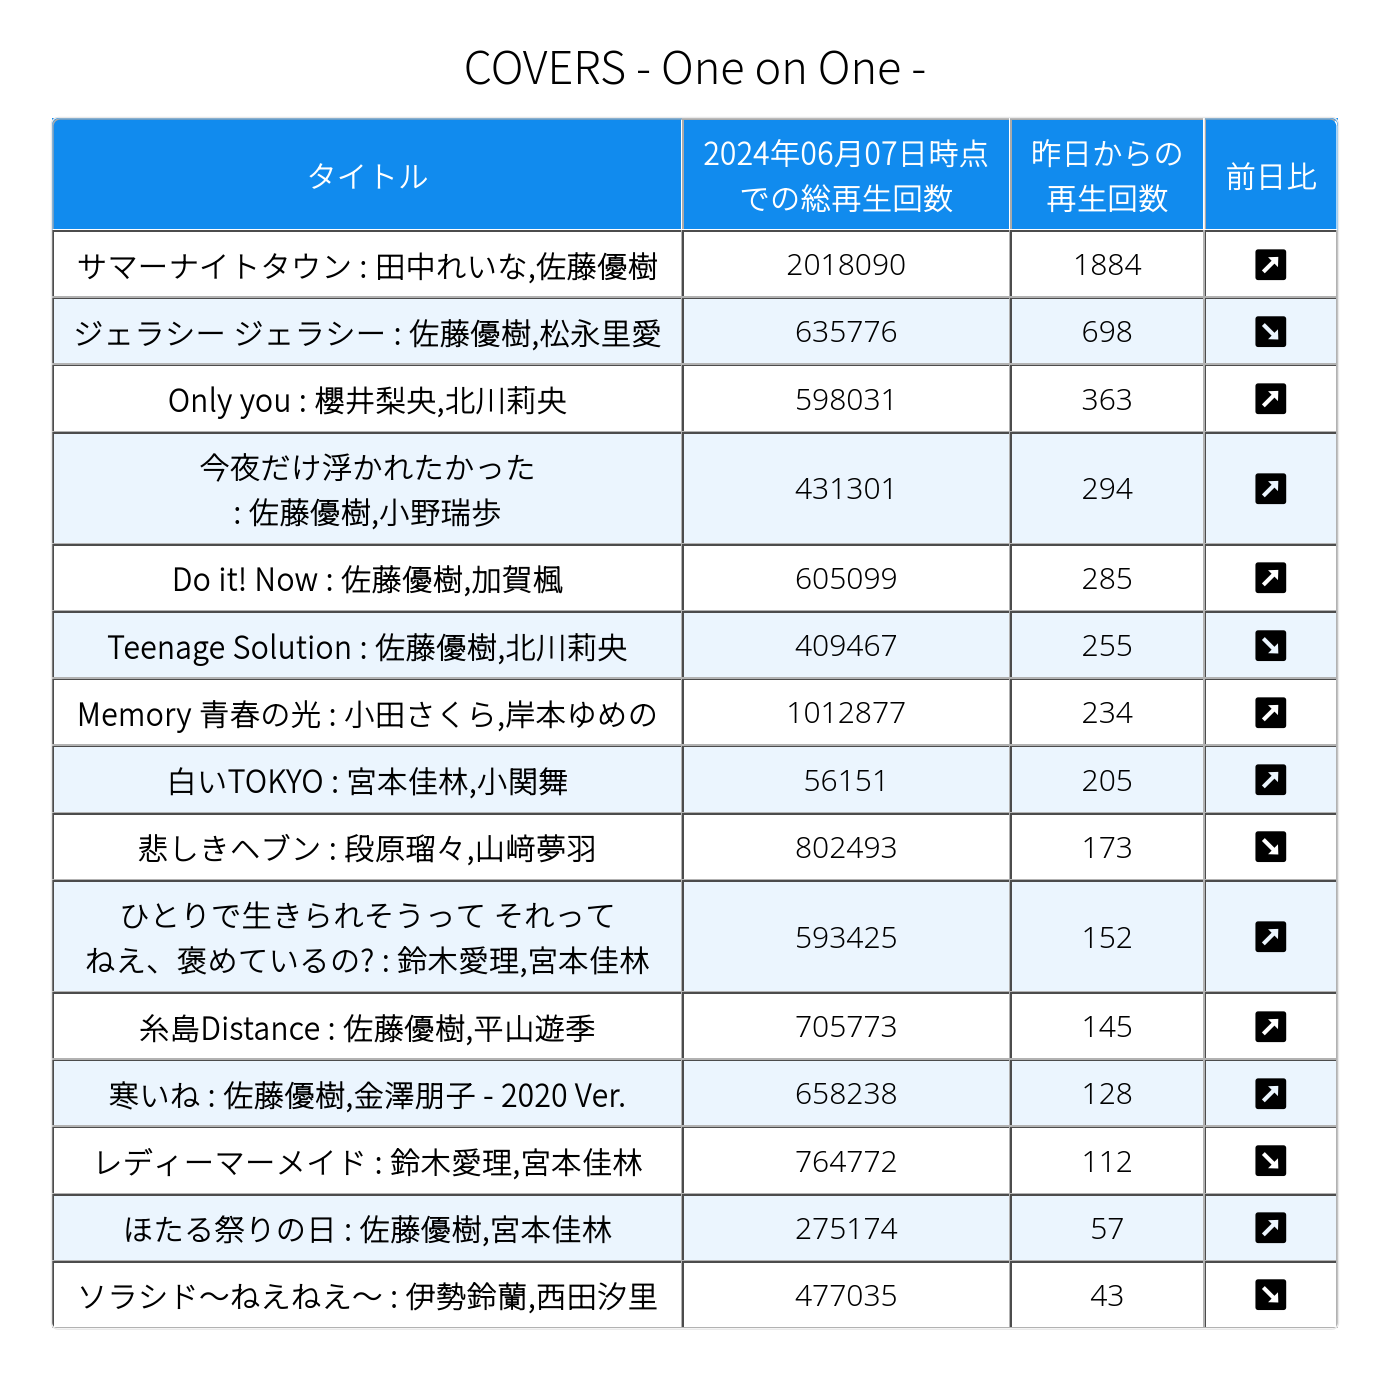 COVERS - One on One -
タイトル
2024年06月07日時点
での総再生回数
昨日からの
再生回数
前日比
サマーナイトタウン : 田中れいな,佐藤優樹 2018090 1884
ジェラシー ジェラシー : 佐藤優樹,松永里愛 635776 698
Only you : 櫻井梨央,北川莉央 598031 363
今夜だけ浮かれたかった
: 佐藤優樹,小野瑞歩 431301 294
Do it! Now : 佐藤優樹,加賀楓 605099 285
Teenage Solution : 佐藤優樹,北川莉央 409467 255
Memory 青春の光 : 小田さくら,岸本ゆめの 1012877 234
白いTOKYO : 宮本佳林,小関舞 56151 205
悲しきヘブン : 段原瑠々,山﨑夢羽 802493 173
ひとりで生きられそうって それって
ねえ、褒めているの? : 鈴木愛理,宮本佳林 593425 152
糸島Distance : 佐藤優樹,平山遊季 705773 145
寒いね : 佐藤優樹,金澤朋子 - 2020 Ver. 658238 128
レディーマーメイド : 鈴木愛理,宮本佳林 764772 112
ほたる祭りの日 : 佐藤優樹,宮本佳林 275174 57
ソラシド～ねえねえ～ : 伊勢鈴蘭,西田汐里 477035 43